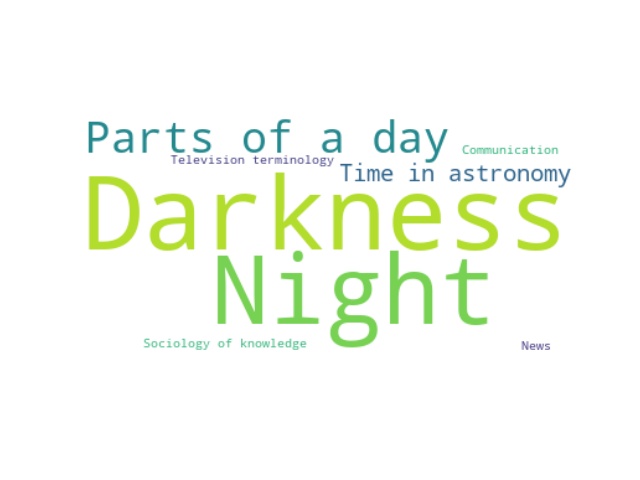 Parts of a day
Communication
Television terminology
Time in astronomy
Darkness
Night
Sociology of knowledge
News